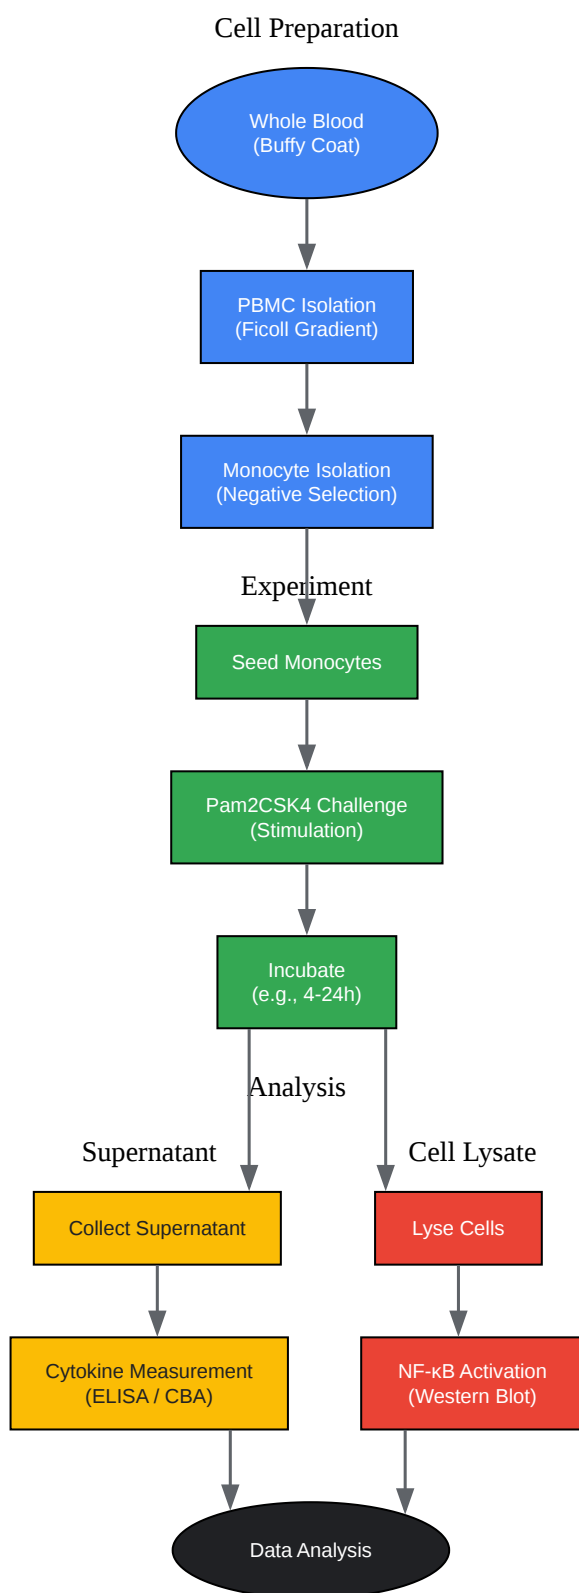 Cell Preparation
Whole Blood
(Buffy Coat)
PBMC Isolation
(Ficoll Gradient)
Monocyte Isolation
(Negative Selection)
Experiment
Seed Monocytes
Pam2CSK4 Challenge
(Stimulation)
Incubate
(e.g., 4-24h)
Analysis
Supernatant
Cell Lysate
Collect Supernatant
Lyse Cells
Cytokine Measurement
(ELISA / CBA)
NF-κB Activation
(Western Blot)
Data Analysis